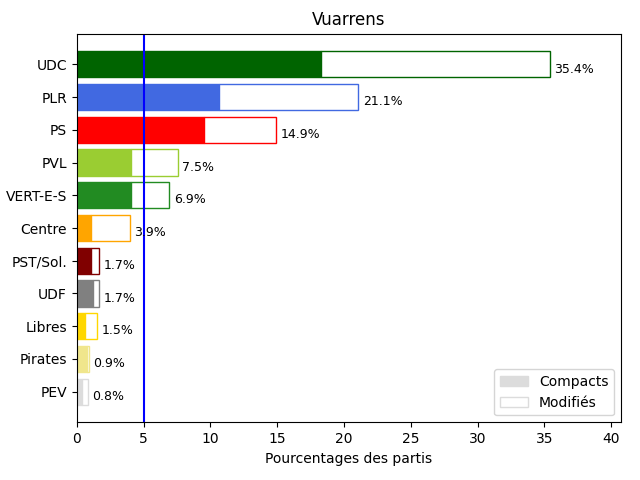 Vuarrens
UDC 35.4%
PLR 21.1%
PS 14.9%
PVL 7.5%
VERT-E-S 6.9%
Centre 3.9%
PST/Sol. 1.7%
UDF 1.7%
Libres 1.5%
Pirates 0.9%
PEV 0.8%
Compacts
Modifiés
0 5 10 15 20 25 30 35 40
Pourcentages des partis